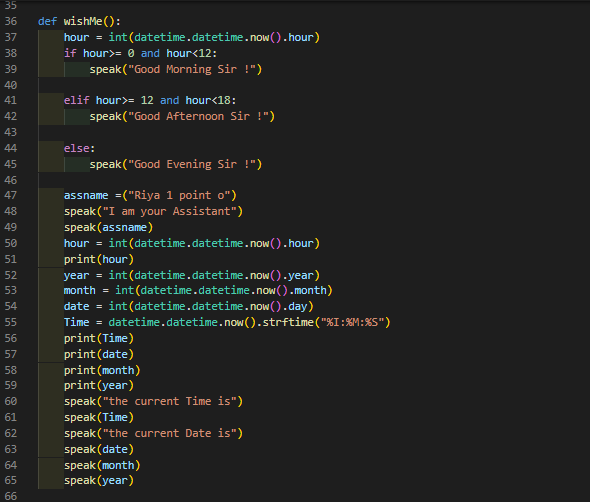 35
36 def wishMe():
37     hour = int(datetime.datetime.now().hour)
38     if hour>= 0 and hour<12:
39         speak("Good Morning Sir !")
40
41     elif hour>= 12 and hour<18:
42         speak("Good Afternoon Sir !")
43
44     else:
45         speak("Good Evening Sir !")
46
47     assname =("Riya 1 point o")
48     speak("I am your Assistant")
49     speak(assname)
50     hour = int(datetime.datetime.now().hour)
51     print(hour)
52     year = int(datetime.datetime.now().year)
53     month = int(datetime.datetime.now().month)
54     date = int(datetime.datetime.now().day)
55     Time = datetime.datetime.now().strftime("%I:%M:%S")
56     print(Time)
57     print(date)
58     print(month)
59     print(year)
60     speak("the current Time is")
61     speak(Time)
62     speak("the current Date is")
63     speak(date)
64     speak(month)
65     speak(year)
66